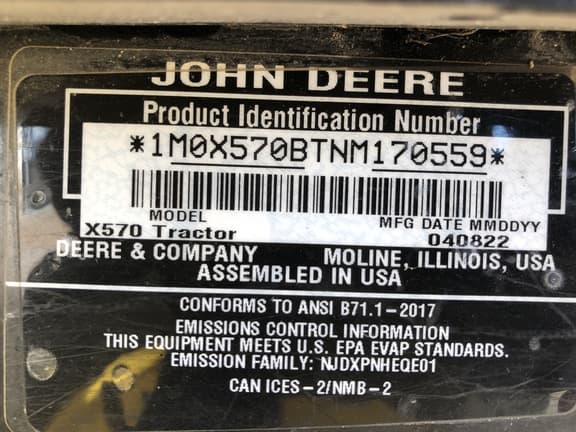 JOHN DEERE
Product Identification Number
*1M0X570BTNM170559*
MODEL MFG DATE MMDDYY
X570 Tractor 040822
DEERE & COMPANY MOLINE, ILLINOIS, USA
ASSEMBLED IN USA
CONFORMS TO ANSI B71.1-2017
EMISSIONS CONTROL INFORMATION
THIS EQUIPMENT MEETS U.S. EPA EVAP STANDARDS.
EMISSION FAMILY: NJDXPNHEQE01
CAN ICES-2/NMB-2